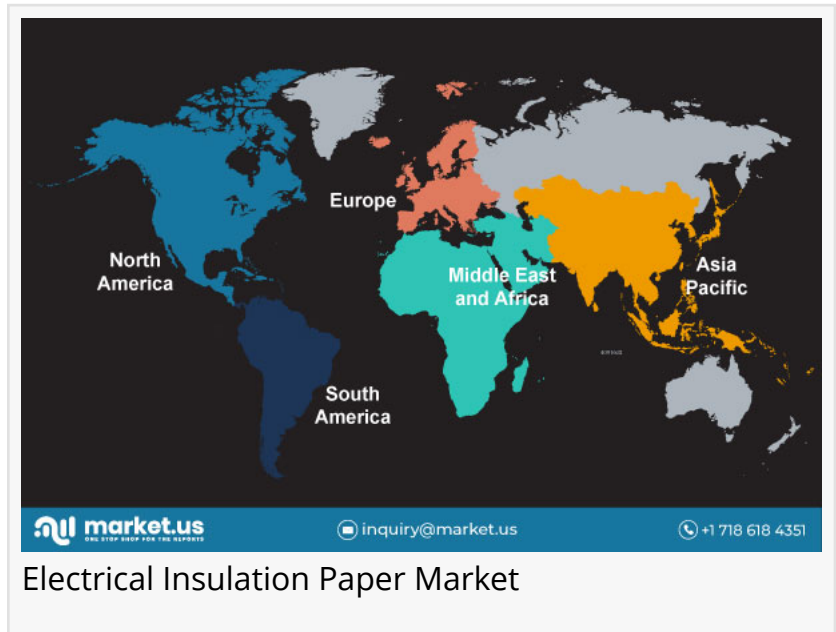 Europe
North
America
Middle East
and Africa
Asia
Pacific
South
America
market.us
ONE STOP SHOP FOR THE REPORTS
inquiry@market.us
+1 718 618 4351
Electrical Insulation Paper Market